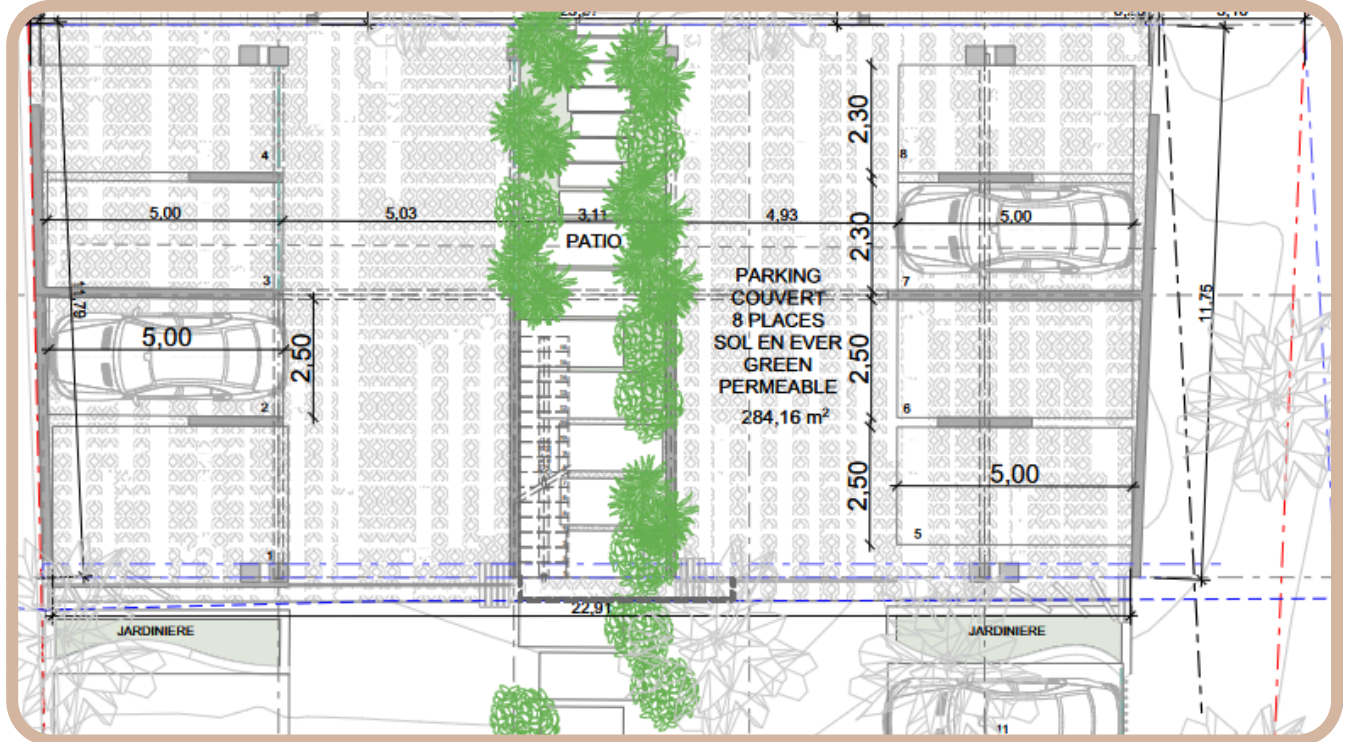 4
8
2,30
5,00
5,03
3,11
4,93
5,00
PATIO
2,30
3
7
11,79
11,75
PARKING
COUVERT
8 PLACES
SOL EN EVER
GREEN
PERMEABLE
284,16 m²
5,00
2,50
2,50
2
6
5,00
2,50
1
5
22,91
JARDINIERE
JARDINIERE
11